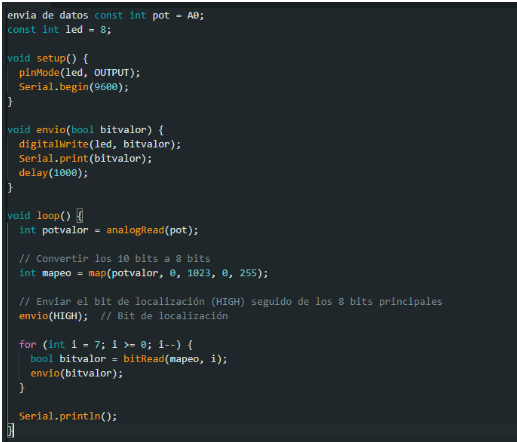 envia de datos const int pot = A0;
const int led = 8;

void setup() {
  pinMode(led, OUTPUT);
  Serial.begin(9600);
}

void envio(bool bitvalor) {
  digitalWrite(led, bitvalor);
  Serial.print(bitvalor);
  delay(1000);
}

void loop() {
  int potvalor = analogRead(pot);

  // Convertir los 10 bits a 8 bits
  int mapeo = map(potvalor, 0, 1023, 0, 255);

  // Enviar el bit de localización (HIGH) seguido de los 8 bits principales
  envio(HIGH);  // Bit de localización

  for (int i = 7; i >= 0; i--) {
    bool bitvalor = bitRead(mapeo, i);
    envio(bitvalor);
  }

  Serial.println();
}